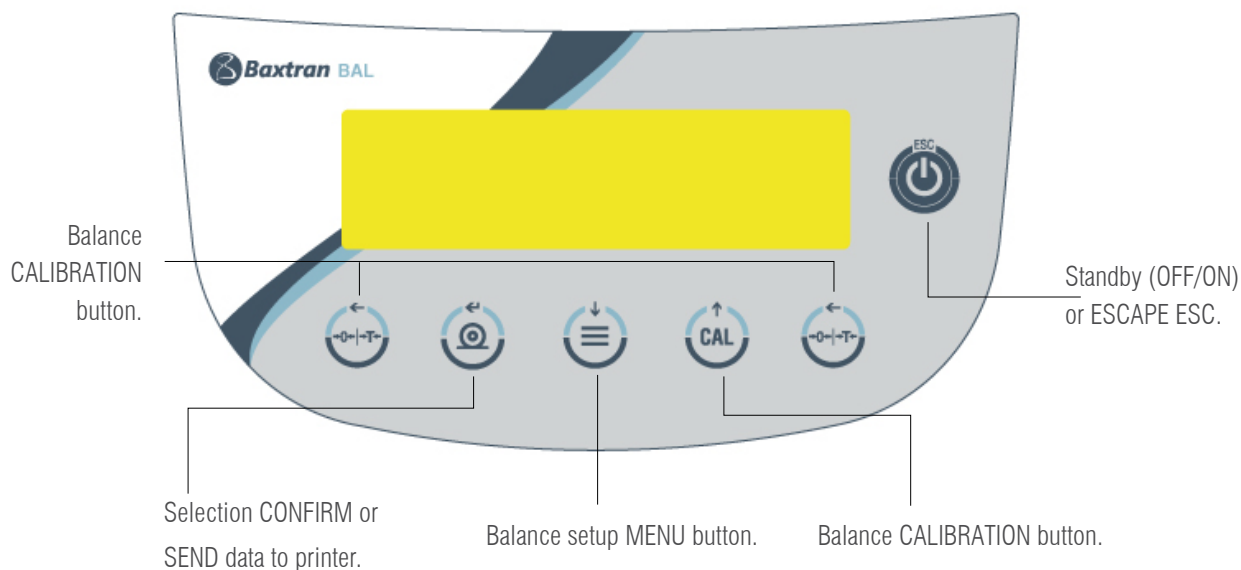 Baxtran BAL
ESC
Balance
CALIBRATION
button.
Standby (OFF/ON)
or ESCAPE ESC.
→0←|→T←
CAL
→0←|→T←
Selection CONFIRM or
SEND data to printer.
Balance setup MENU button.
Balance CALIBRATION button.